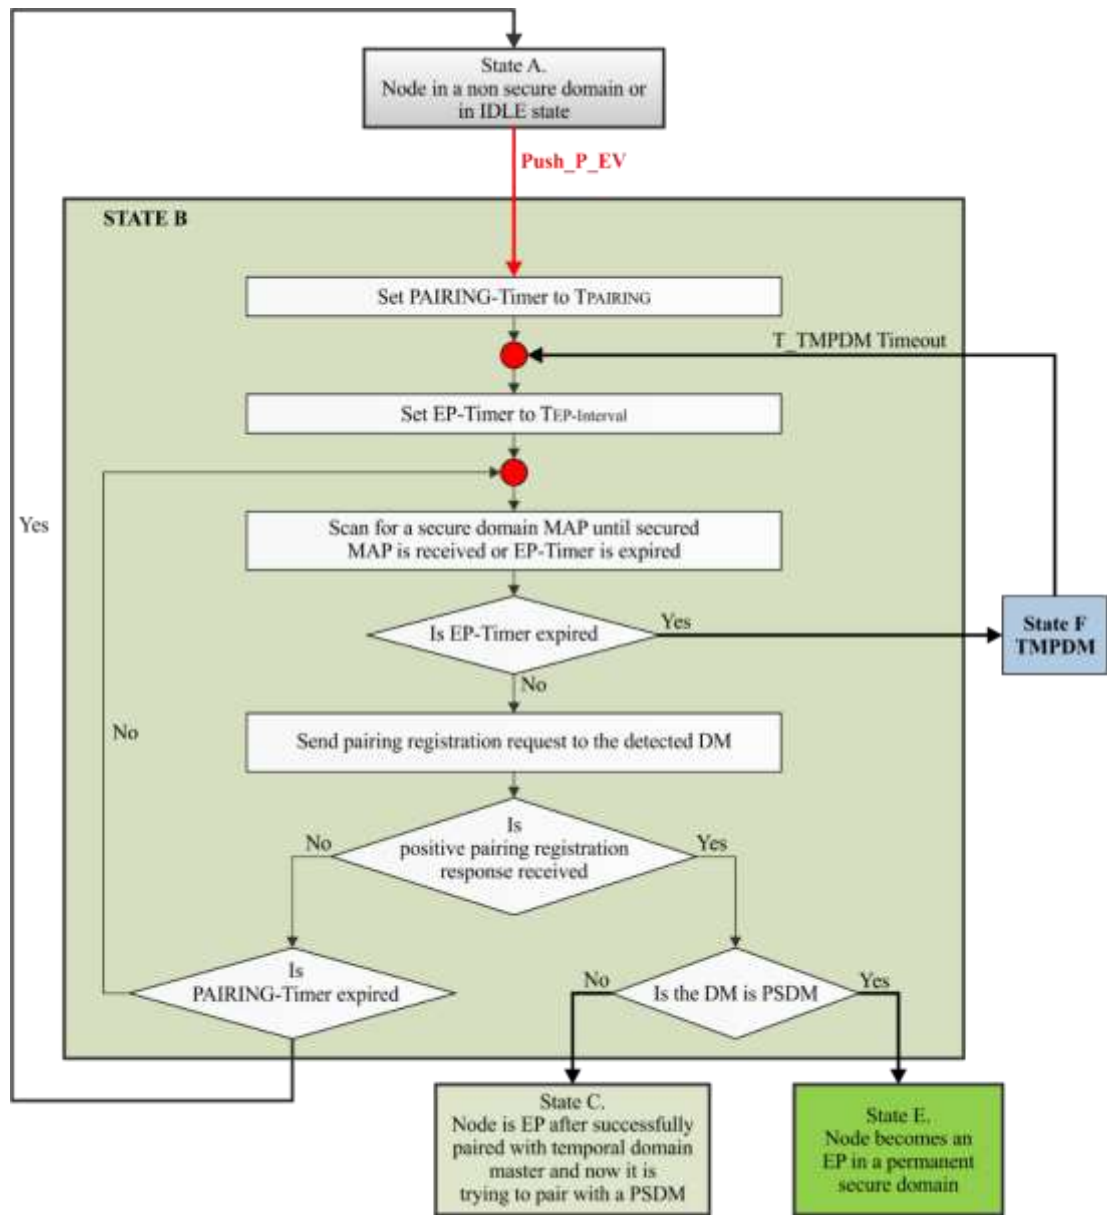 State A.
Node in a non secure domain or
in IDLE state
Push_P_EV
STATE B
Set PAIRING-Timer to TPAIRING
T_TMPDM Timeout
Set EP-Timer to TEP-Interval
Yes
Scan for a secure domain MAP until secured
MAP is received or EP-Timer is expired
Is EP-Timer expired
Yes
State F
TMPDM
No
No
Send pairing registration request to the detected DM
Is
positive pairing registration
response received
No
Yes
Is
PAIRING-Timer expired
No
Is the DM is PSDM
Yes
State C.
Node is EP after successfully
paired with temporal domain
master and now it is
trying to pair with a PSDM
State E.
Node becomes an
EP in a permanent
secure domain